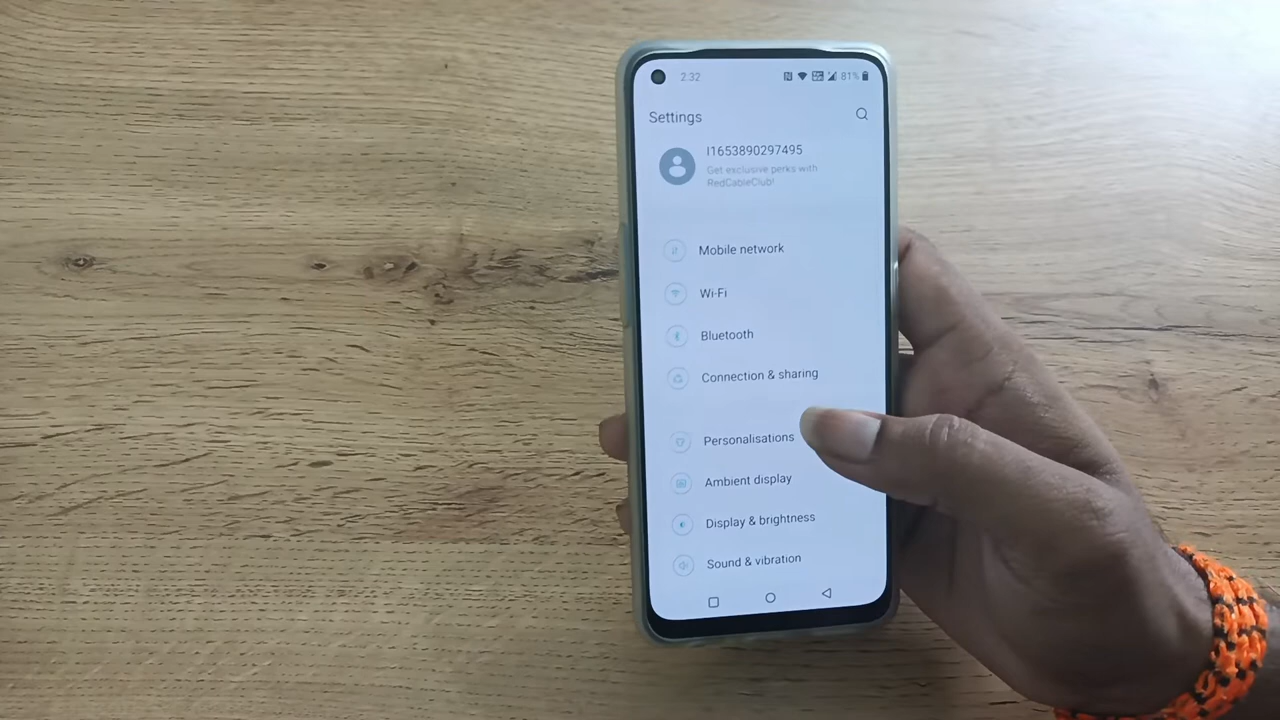 2.32
81%
Settings
I1653890297495
Get exclusive perks with
RedCableClub!
Mobile network
Wi-Fi
Bluetooth
Connection & sharing
Personalisations
Ambient display
Display & brightness
Sound & vibration